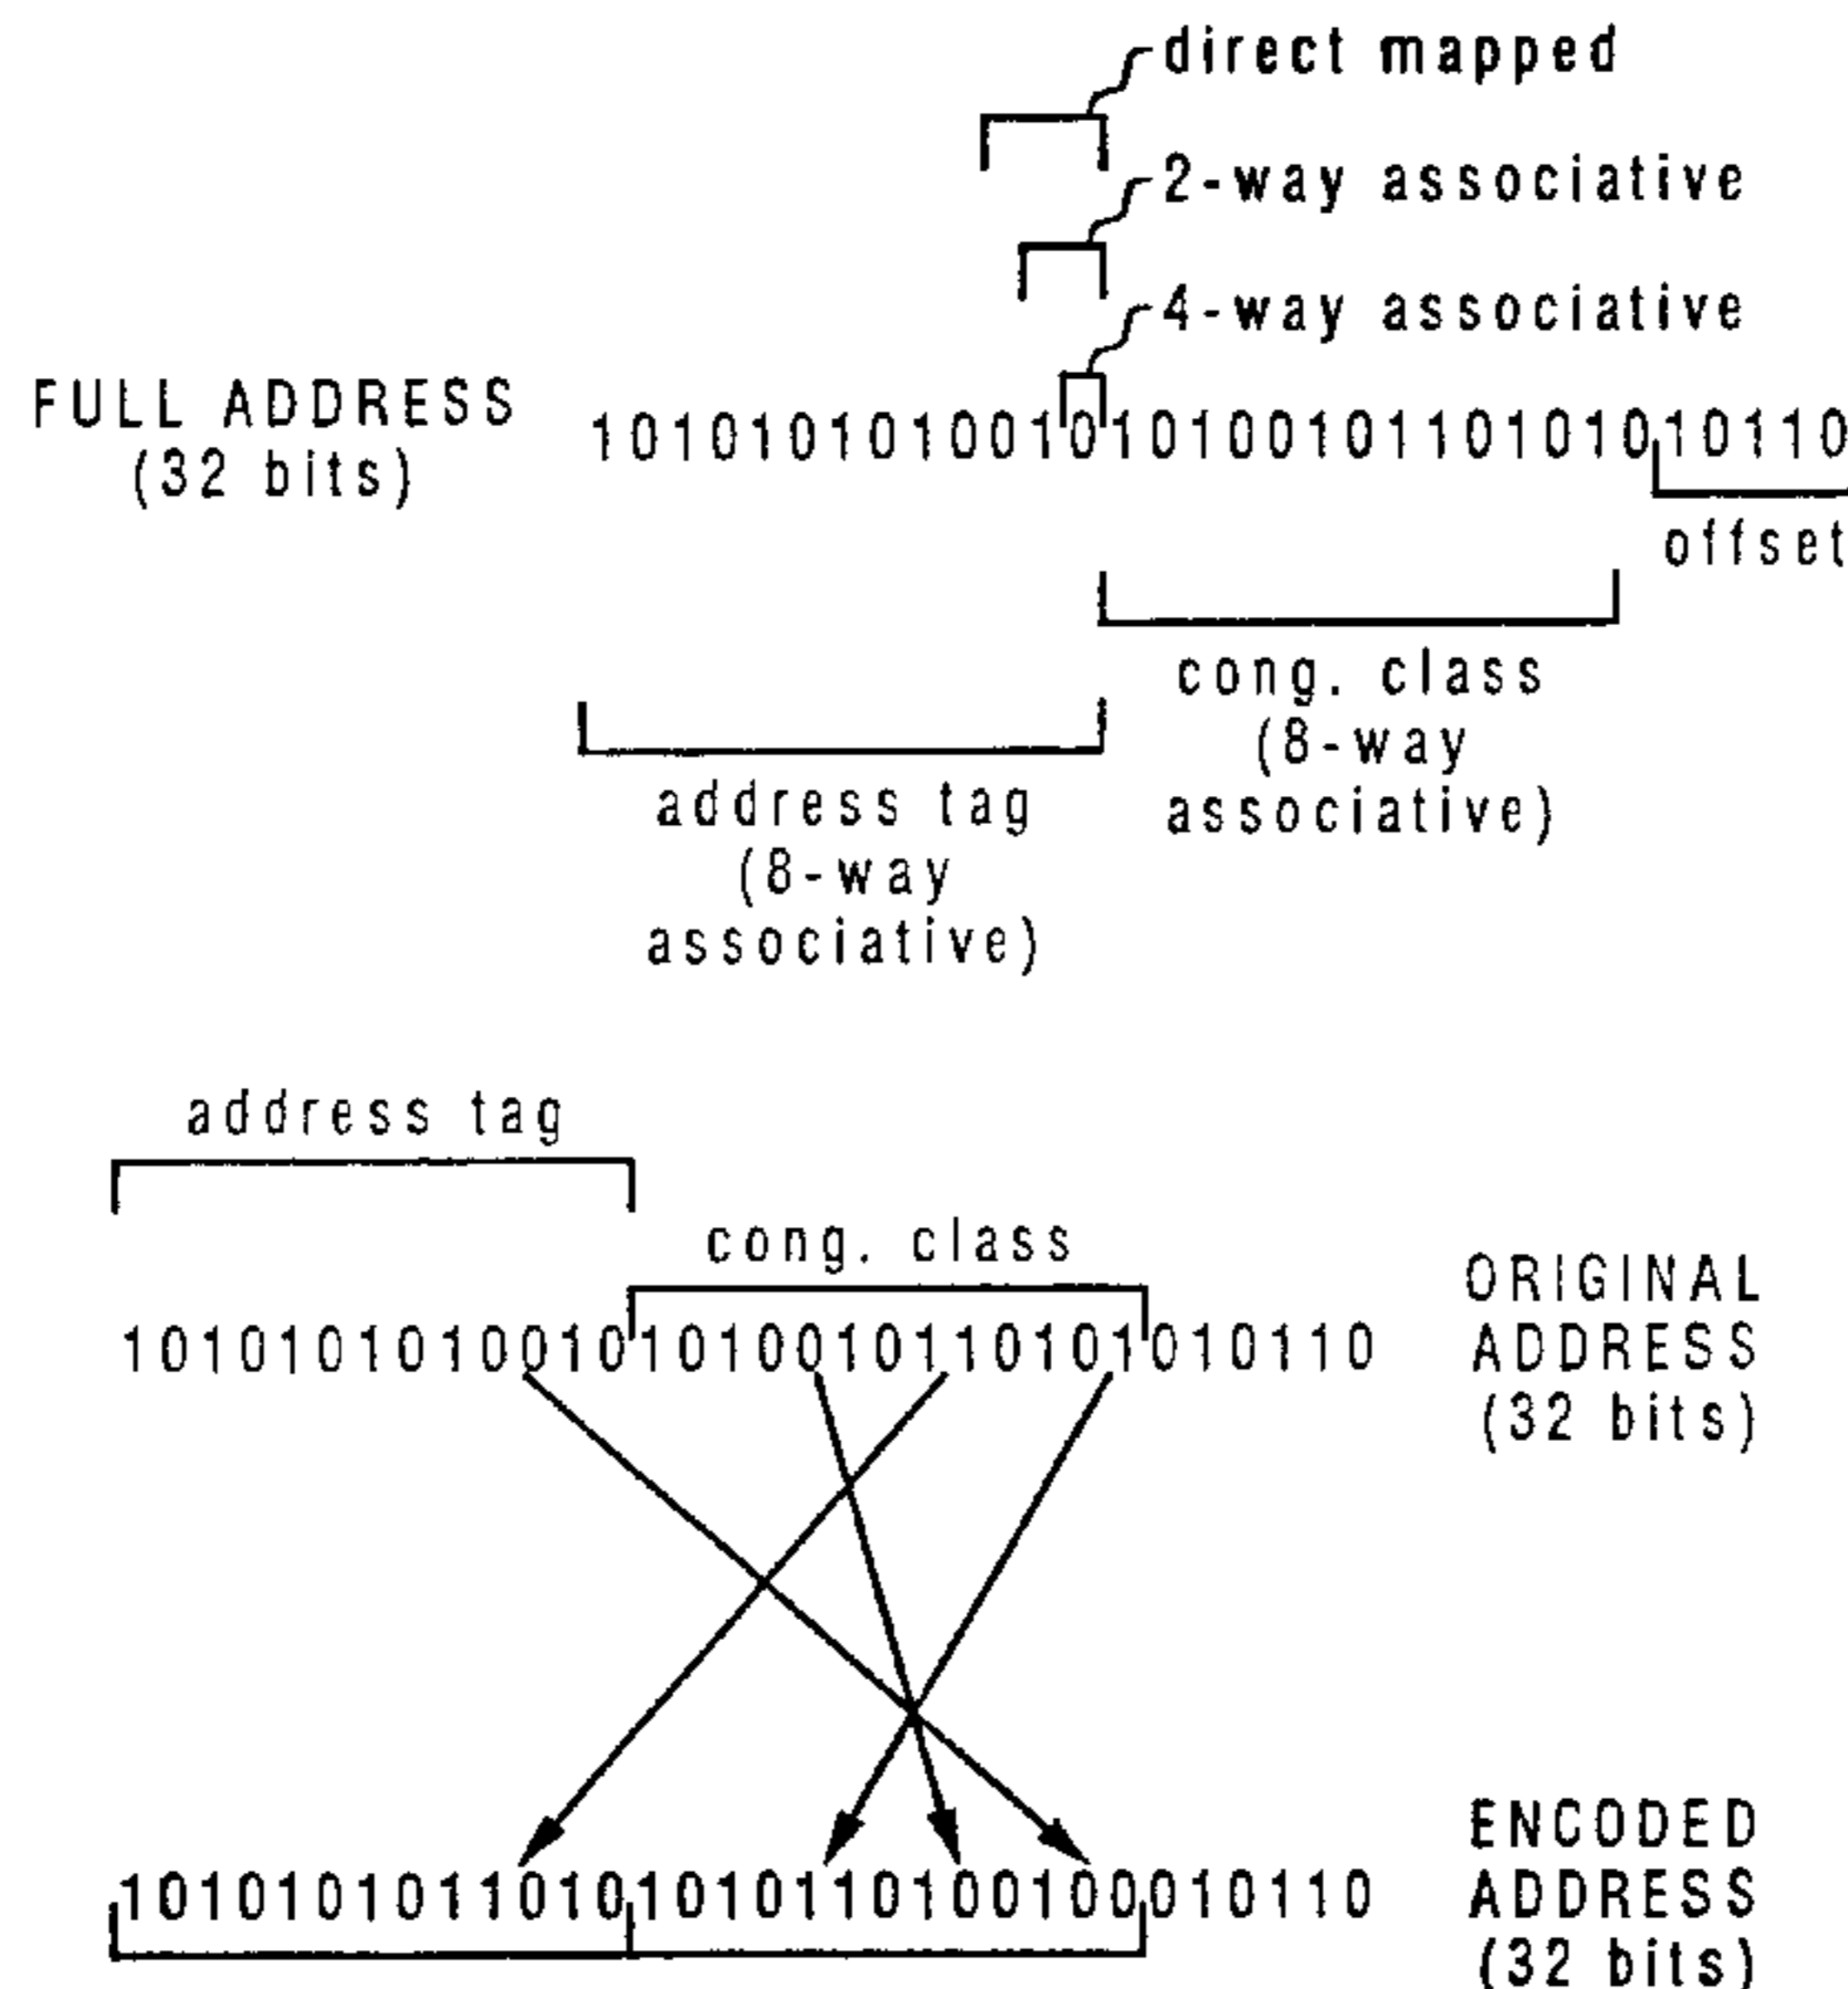 direct mapped
2-way associative
4-way associative
FULL ADDRESS
(32 bits)
10101010100101010010110101010110
offset
cong. class
(8-way
associative)
address tag
(8-way
associative)
address tag
cong. class
10101010100101010010110101010110
ORIGINAL
ADDRESS
(32 bits)
10101010110101010110100100010110
ENCODED
ADDRESS
(32 bits)